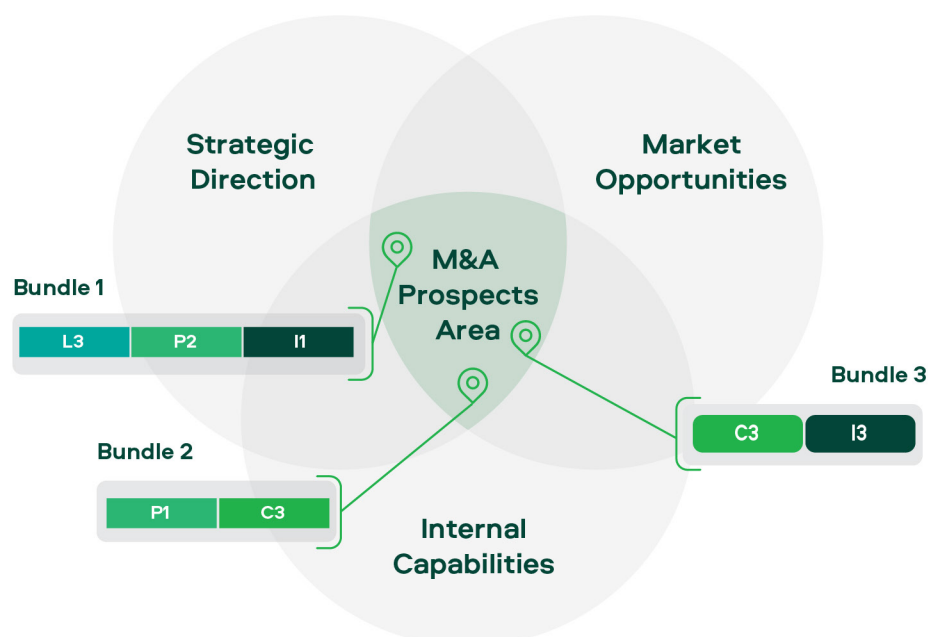 Strategic
Direction
Market
Opportunities
M&A
Prospects
Area
Bundle 1
L3 P2 I1
Bundle 3
C3 I3
Bundle 2
P1 C3
Internal
Capabilities